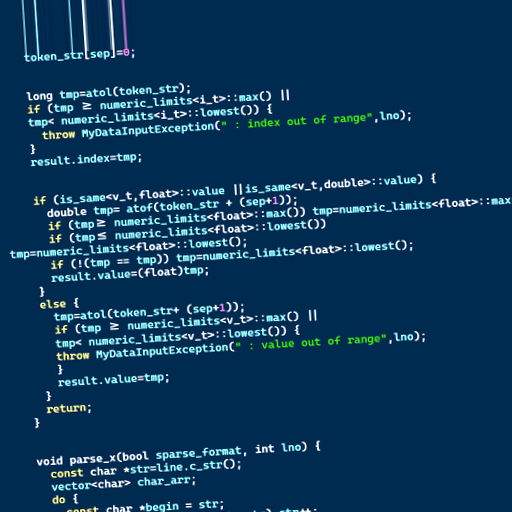 token_str[sep]=0;
long tmp=atol(token_str);
if (tmp ≥ numeric_limits<i_t>::max() ||
tmp< numeric_limits<i_t>::lowest()) {
throw MyDataInputException(" : index out of range",lno);
}
result.index=tmp;
if (is_same<v_t,float>::value ||is_same<v_t,double>::value) {
double tmp= atof(token_str + (sep+1));
if (tmp≥ numeric_limits<float>::max()) tmp=numeric_limits<float>::max
if (tmp≤ numeric_limits<float>::lowest())
tmp=numeric_limits<float>::lowest();
if (!(tmp == tmp)) tmp=numeric_limits<float>::lowest();
result.value=(float)tmp;
}
else {
tmp=atol(token_str+ (sep+1));
if (tmp ≥ numeric_limits<v_t>::max() ||
tmp< numeric_limits<v_t>::lowest()) {
throw MyDataInputException(" : value out of range",lno);
}
result.value=tmp;
}
return;
}
void parse_x(bool sparse_format, int lno) {
const char *str=line.c_str();
vector<char> char_arr;
do {
const char *begin = str;